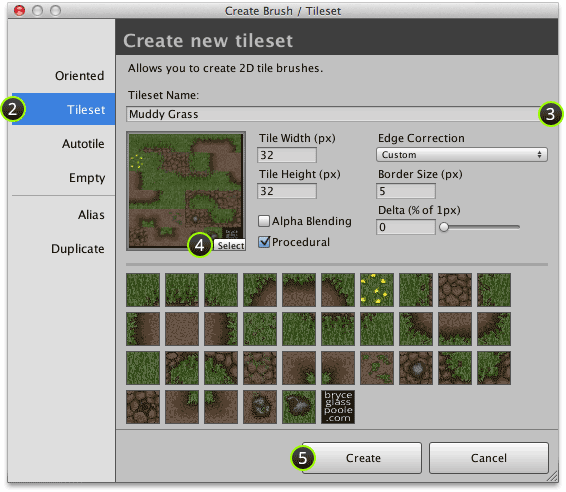 Create Brush / Tileset
Create new tileset
Allows you to create 2D tile brushes.
Oriented
2 Tileset
Autotile
Empty
Alias
Duplicate
Tileset Name:
Muddy Grass 3
Tile Width (px)
32
Tile Height (px)
32
Alpha Blending
Procedural
Edge Correction
Custom
Border Size (px)
5
Delta (% of 1px)
0
4 Select
bryce
glass
poole
.com
5 Create
Cancel